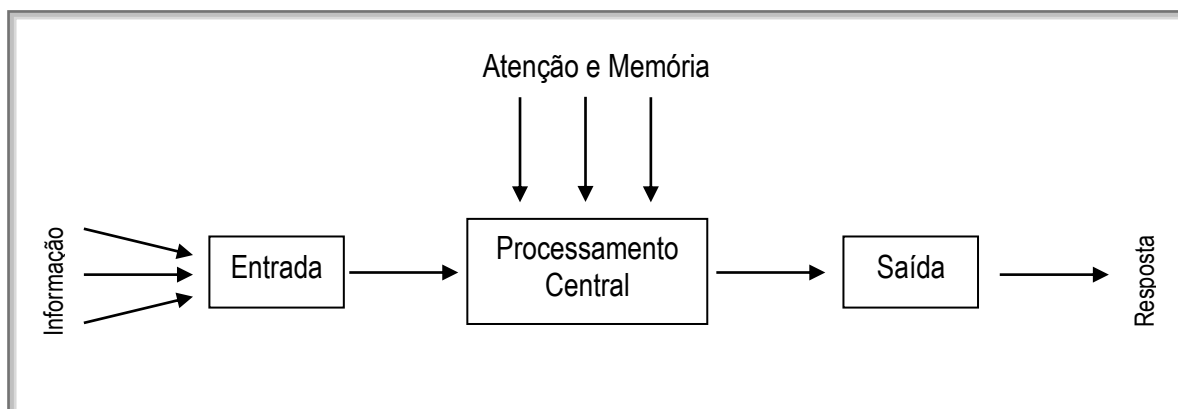 Atenção e Memória
Informação
Entrada
Processamento
Central
Saída
Resposta